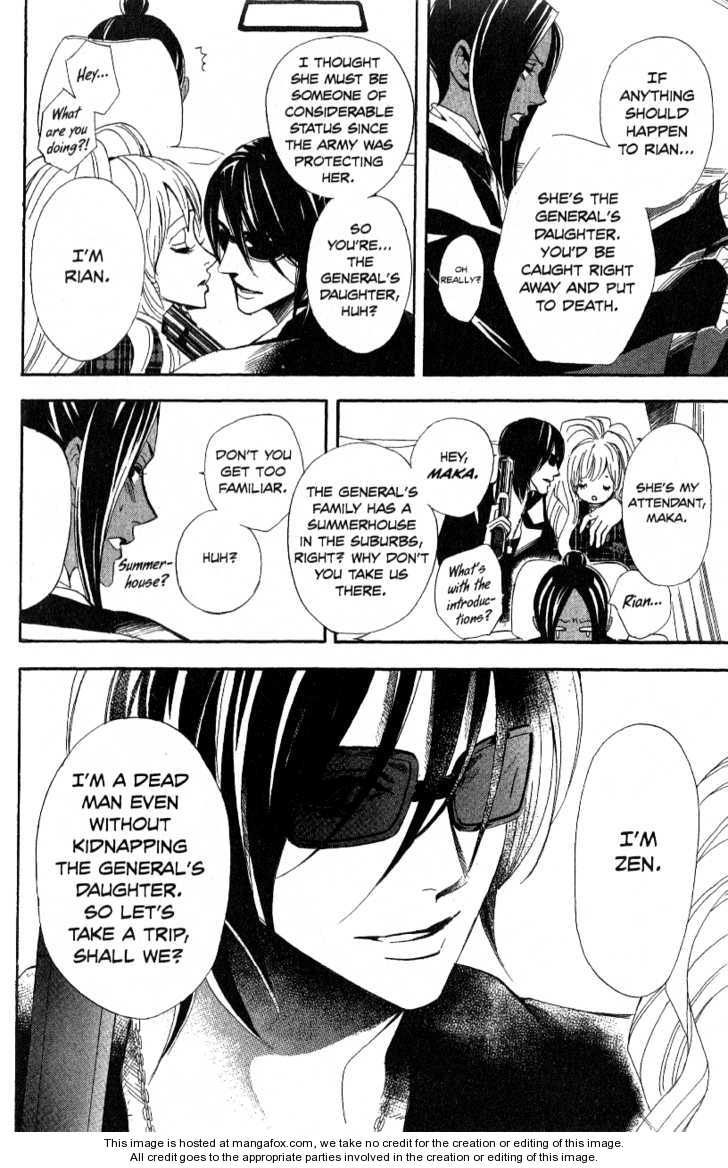 IF
ANYTHING
SHOULD
HAPPEN
TO RIAN...
SHE'S THE
GENERAL'S
DAUGHTER.
YOU'D BE
CAUGHT RIGHT
AWAY AND PUT
TO DEATH.
OH
REALLY?
I THOUGHT
SHE MUST BE
SOMEONE OF
CONSIDERABLE
STATUS SINCE
THE ARMY WAS
PROTECTING
HER.
SO
YOU'RE...
THE
GENERAL'S
DAUGHTER,
HUH?
Hey...
What
are you
doing?!
I'M
RIAN.
SHE'S MY
ATTENDANT,
MAKA.
Rian...
HEY,
MAKA.
What's
with the
introduc-
tions?
THE GENERAL'S
FAMILY HAS A
SUMMERHOUSE
IN THE SUBURBS,
RIGHT? WHY DON'T
YOU TAKE US
THERE.
DON'T YOU
GET TOO
FAMILIAR.
HUH?
Summer-
house?
I'M
ZEN.
I'M A DEAD
MAN EVEN
WITHOUT
KIDNAPPING
THE GENERAL'S
DAUGHTER.
SO LET'S
TAKE A TRIP,
SHALL WE?
This image is hosted at mangafox.com, we take no credit for the creation or editing of this image.
All credit goes to the appropriate parties involved in the creation or editing of this image.